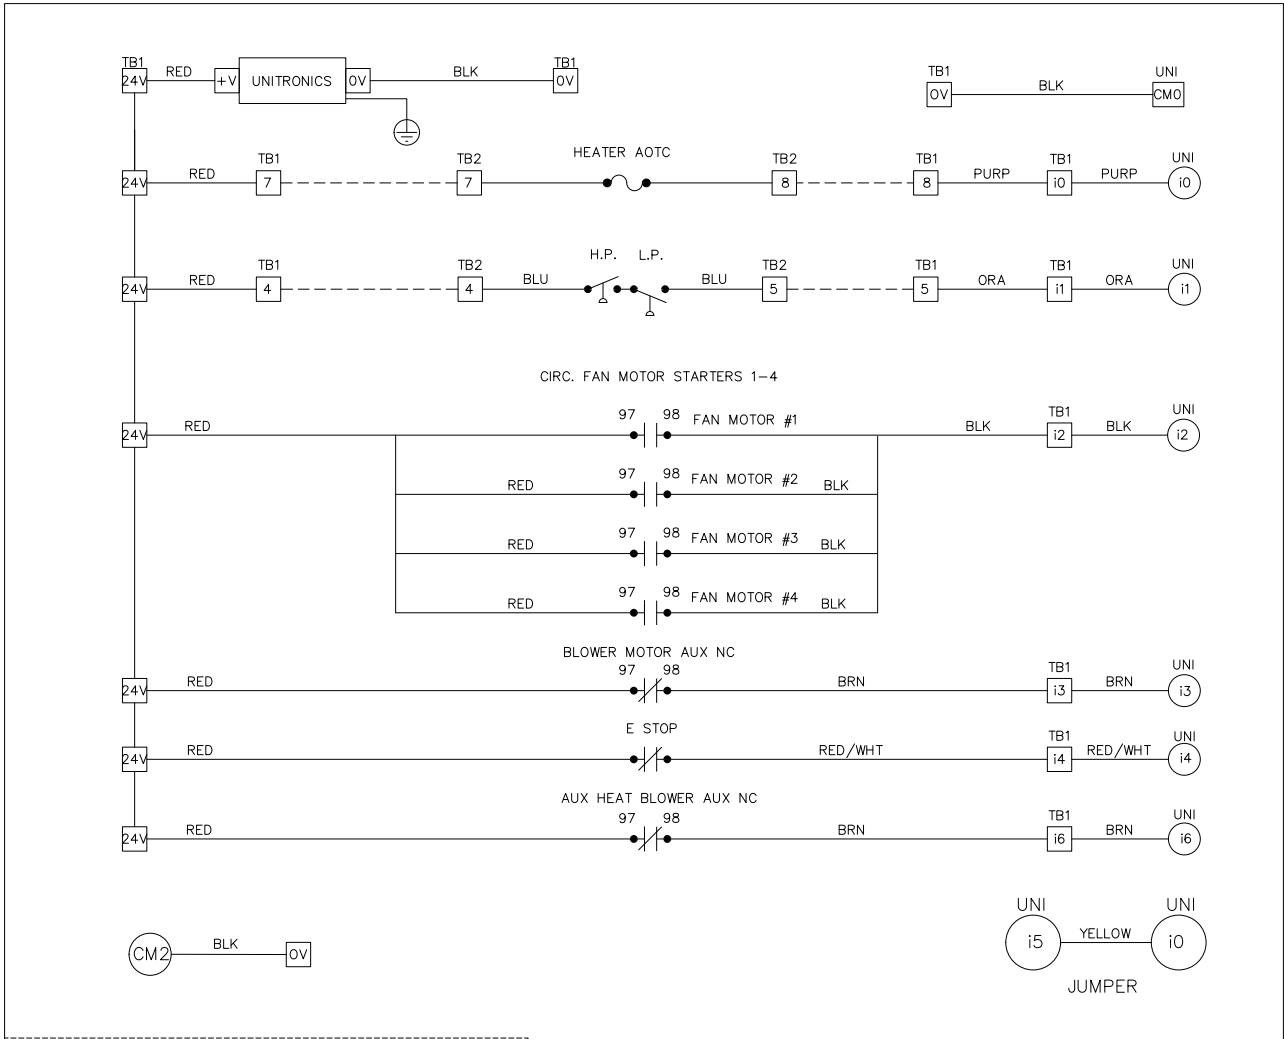 TB1 TB1
24V RED +V UNITRONICS 0V BLK 0V
TB1 UNI
0V BLK CM0
HEATER AOTC
TB1 TB2 TB2 TB1 TB1 UNI
24V RED 7 7 8 8 PURP i0 PURP i0
H.P. L.P.
TB1 TB2 TB2 TB1 TB1 UNI
24V RED 4 4 BLU BLU 5 5 ORA i1 ORA i1
CIRC. FAN MOTOR STARTERS 1-4
97 98 FAN MOTOR #1 TB1 UNI
24V RED BLK i2 BLK i2
97 98 FAN MOTOR #2
RED BLK
97 98 FAN MOTOR #3
RED BLK
97 98 FAN MOTOR #4
RED BLK
BLOWER MOTOR AUX NC
97 98 TB1 UNI
24V RED BRN i3 BRN i3
E STOP
TB1 UNI
24V RED RED/WHT i4 RED/WHT i4
AUX HEAT BLOWER AUX NC
97 98 TB1 UNI
24V RED BRN i6 BRN i6
CM2 BLK 0V
UNI UNI
i5 YELLOW i0
JUMPER